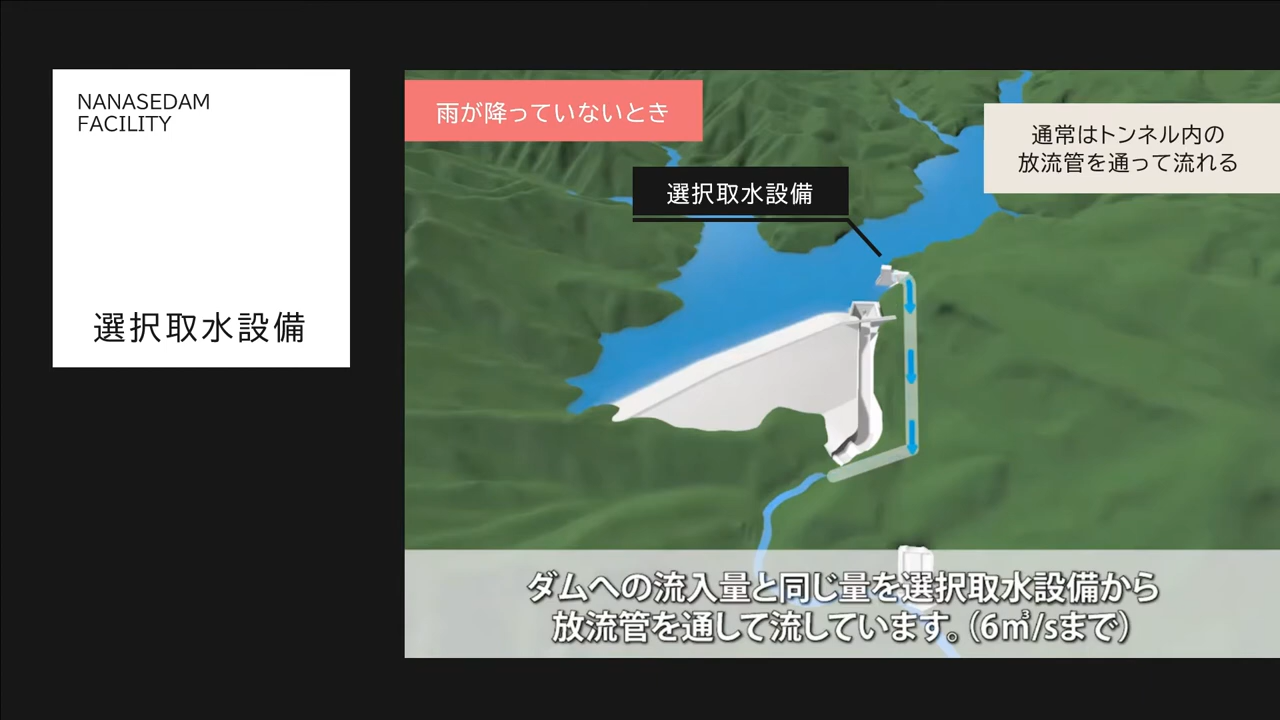 NANASEDAM
FACILITY
選択取水設備
雨が降っていないとき
選択取水設備
通常はトンネル内の
放流管を通って流れる
ダムへの流入量と同じ量を選択取水設備から
放流管を通して流しています。（6㎥/sまで）